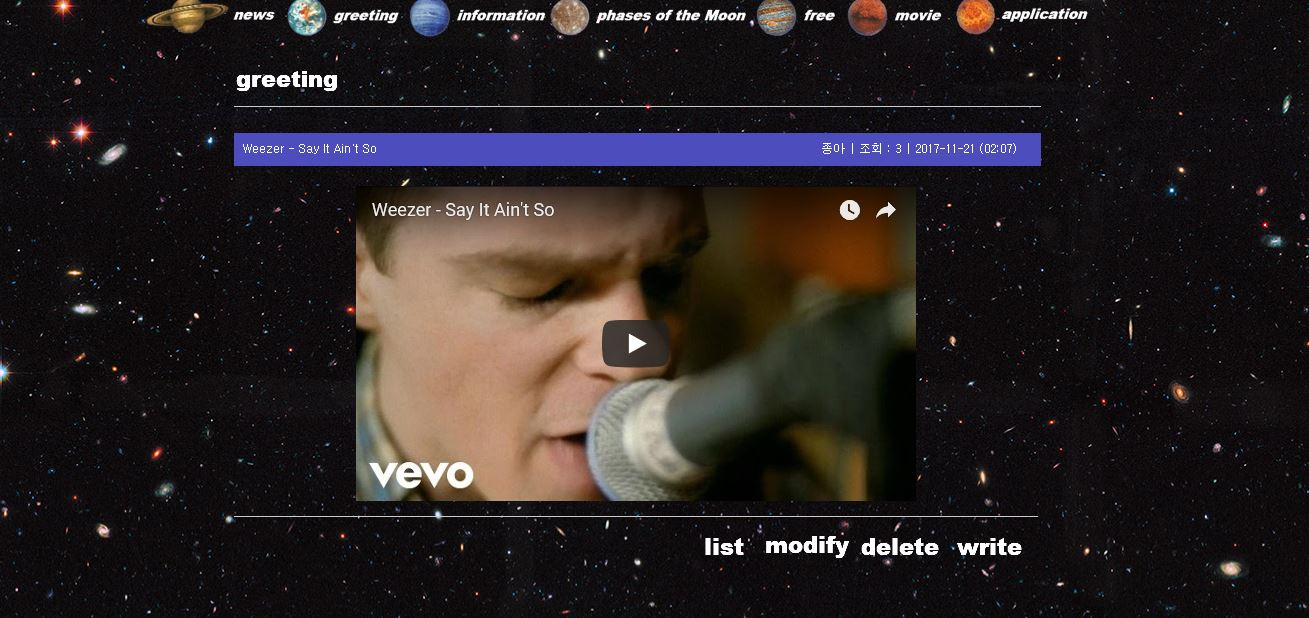 news greeting information phases of the Moon free movie application
greeting
Weezer - Say It Ain't So 종아 | 조회 : 3 | 2017-11-21 (02:07)
Weezer - Say It Ain't So
vevo
list modify delete write